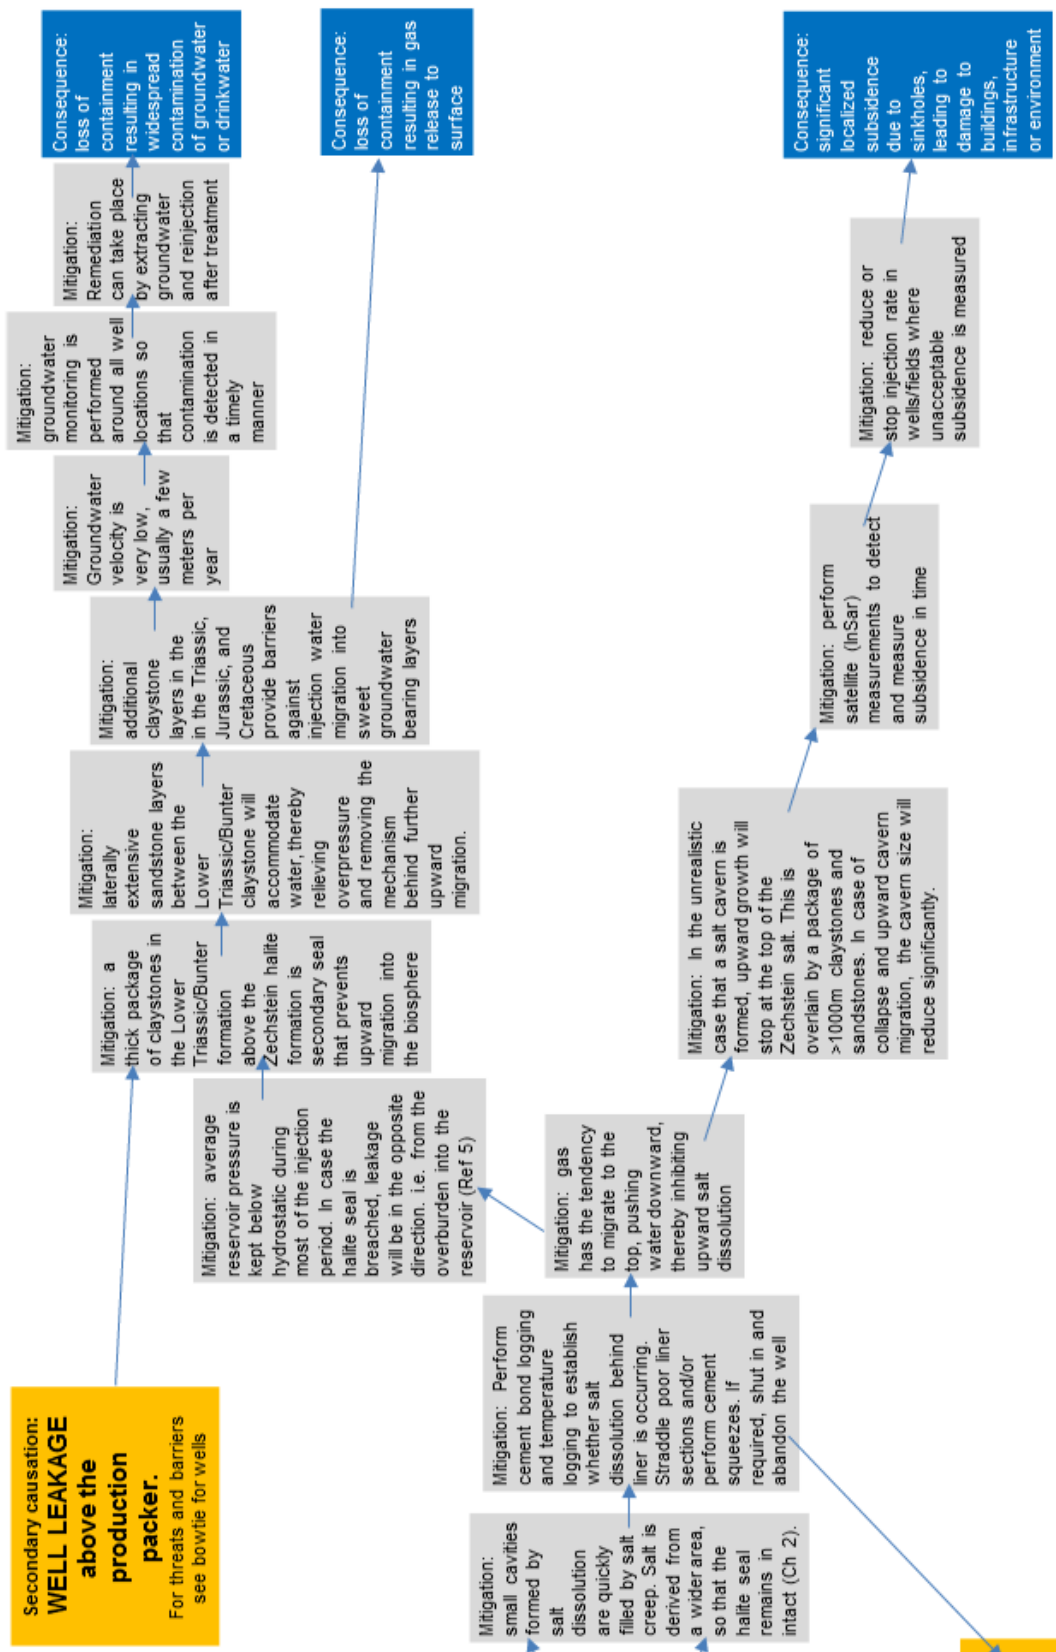 Secondary causation:
WELL LEAKAGE
above the
production
packer.
For threats and barriers
see bowtie for wells
Mitigation: a
thick package
of claystones in
the Lower
Triassic/Bunter
formation
above the
Zechstein halite
formation is
secondary seal
that prevents
upward
migration into
the biosphere
Mitigation:
laterally
extensive
sandstone layers
between the
Lower
Triassic/Bunter
claystone will
accommodate
water, thereby
relieving
overpressure
and removing the
mechanism
behind further
upward
migration.
Mitigation:
additional
claystone
layers in the
in the Triassic,
Jurassic, and
Cretaceous
provide barriers
against
injection water
migration into
sweet
groundwater
bearing layers
Mitigation:
Groundwater
velocity is
very low,
usually a few
meters per
year
Mitigation:
groundwater
monitoring is
performed
around all well
locations so
that
contamination
is detected in
a timely
manner
Mitigation:
Remediation
can take place
by extracting
groundwater
and reinjection
after treatment
Consequence:
loss of
containment
resulting in
widespread
contamination
of groundwater
or drinkwater
Consequence:
loss of
containment
resulting in gas
release to
surface
Mitigation: average
reservoir pressure is
kept below
hydrostatic during
most of the injection
period. In case the
halite seal is
breached, leakage
will be in the opposite
direction. i.e. from the
overburden into the
reservoir (Ref 5)
Mitigation:
small cavities
formed by
salt
dissolution
are quickly
filled by salt
creep. Salt is
derived from
a wider area,
so that the
halite seal
remains in
intact (Ch 2).
Mitigation: Perform
cement bond logging
and temperature
logging to establish
whether salt
dissolution behind
liner is occurring.
Straddle poor liner
sections and/or
perform cement
squeezes. If
required, shut in and
abandon the well
Mitigation: gas
has the tendency
to migrate to the
top, pushing
water downward,
thereby inhibiting
upward salt
dissolution
Mitigation: In the unrealistic
case that a salt cavern is
formed, upward growth will
stop at the top of the
Zechstein salt. This is
overlain by a package of
>1000m claystones and
sandstones. In case of
collapse and upward cavern
migration, the cavern size will
reduce significantly.
Mitigation: perform
satellite (InSar)
measurements to detect
and measure
subsidence in time
Mitigation: reduce or
stop injection rate in
wells/fields where
unacceptable
subsidence is measured
Consequence:
significant
localized
subsidence
due to
sinkholes,
leading to
damage to
buildings,
infrastructure
or environment